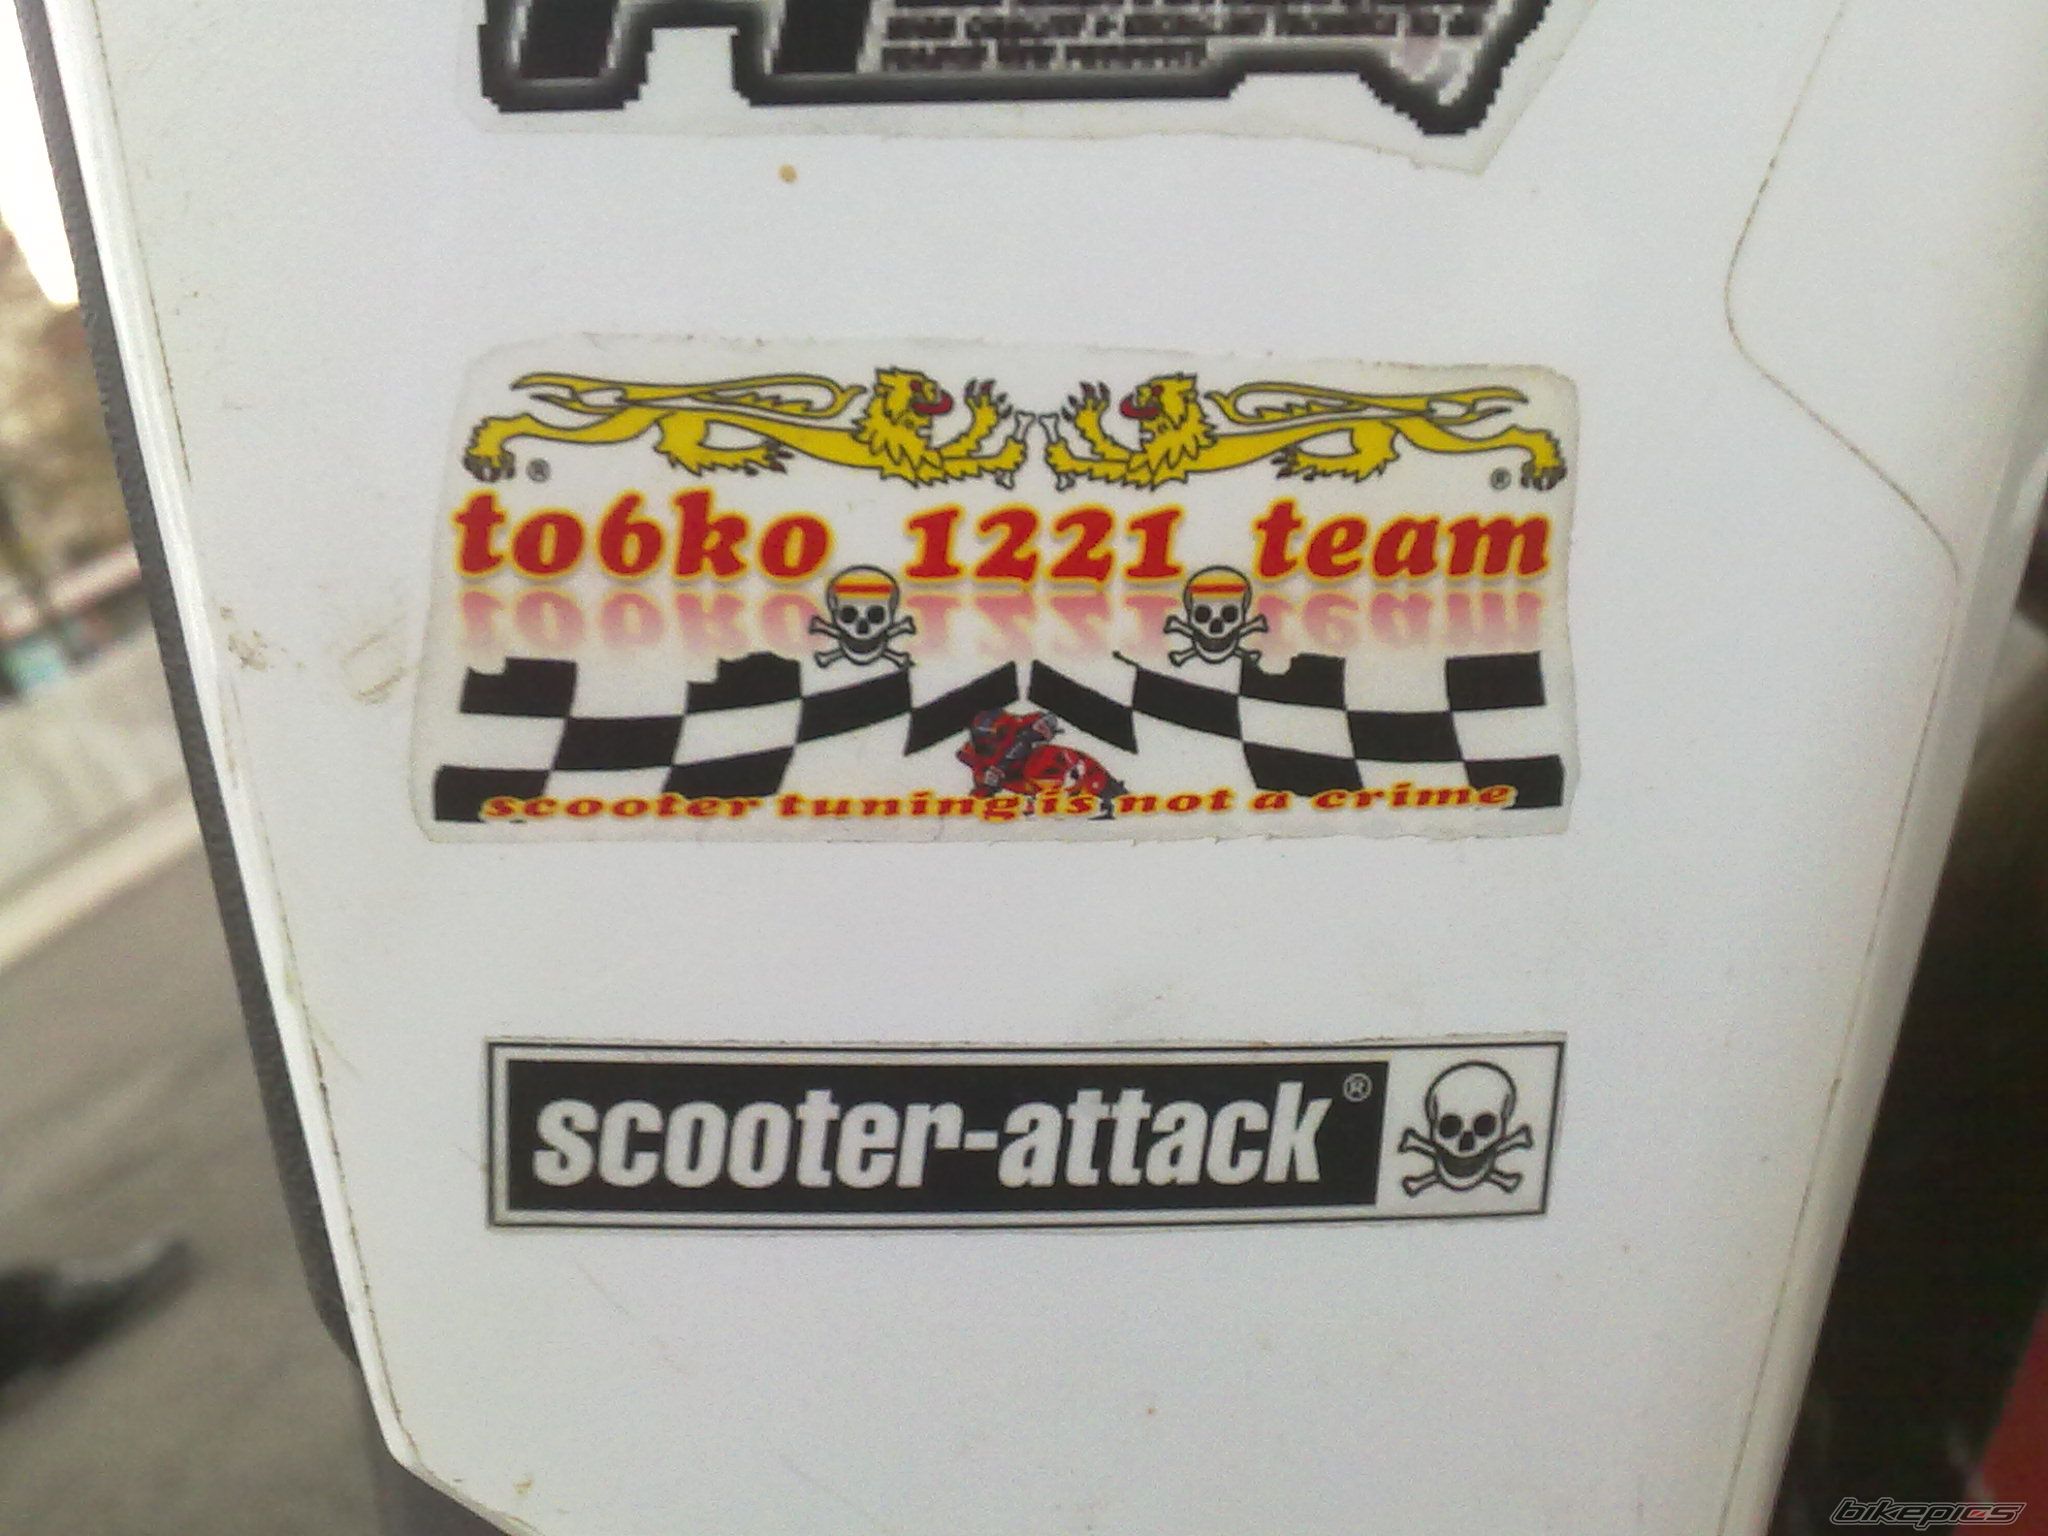 to6ko 1221 team
scooter tuning is not a crime
scooter-attack®
bikepics